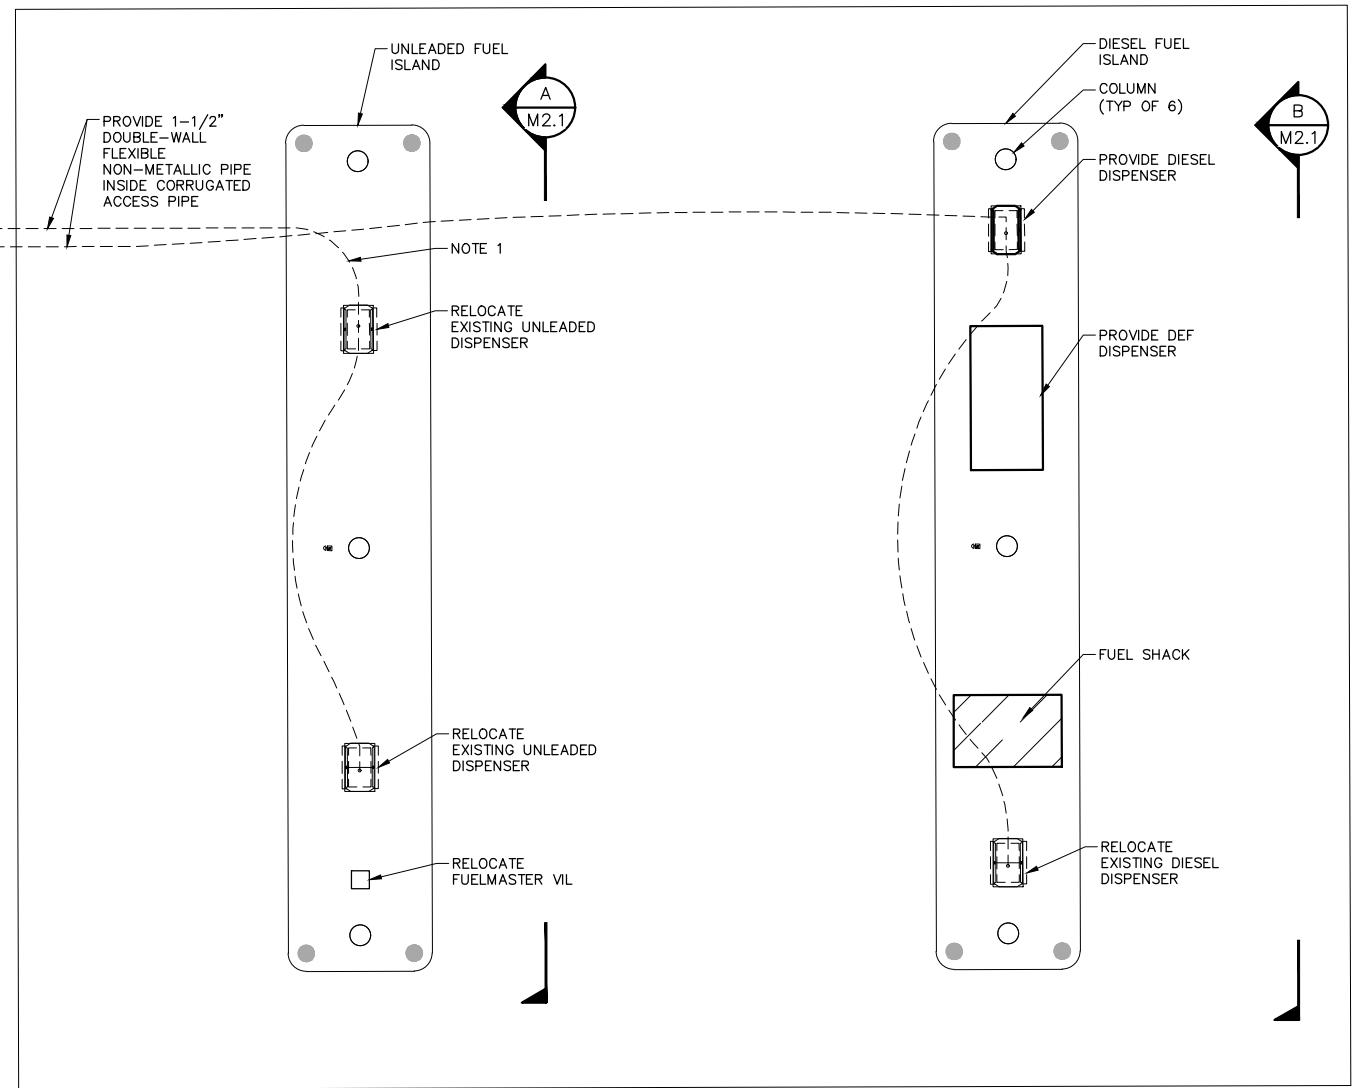 UNLEADED FUEL
ISLAND
A
M2.1
DIESEL FUEL
ISLAND
COLUMN
(TYP OF 6)
B
M2.1
PROVIDE 1-1/2"
DOUBLE-WALL
FLEXIBLE
NON-METALLIC PIPE
INSIDE CORRUGATED
ACCESS PIPE
PROVIDE DIESEL
DISPENSER
NOTE 1
RELOCATE
EXISTING UNLEADED
DISPENSER
PROVIDE DEF
DISPENSER
FUEL SHACK
RELOCATE
EXISTING UNLEADED
DISPENSER
RELOCATE
FUELMASTER VIL
RELOCATE
EXISTING DIESEL
DISPENSER